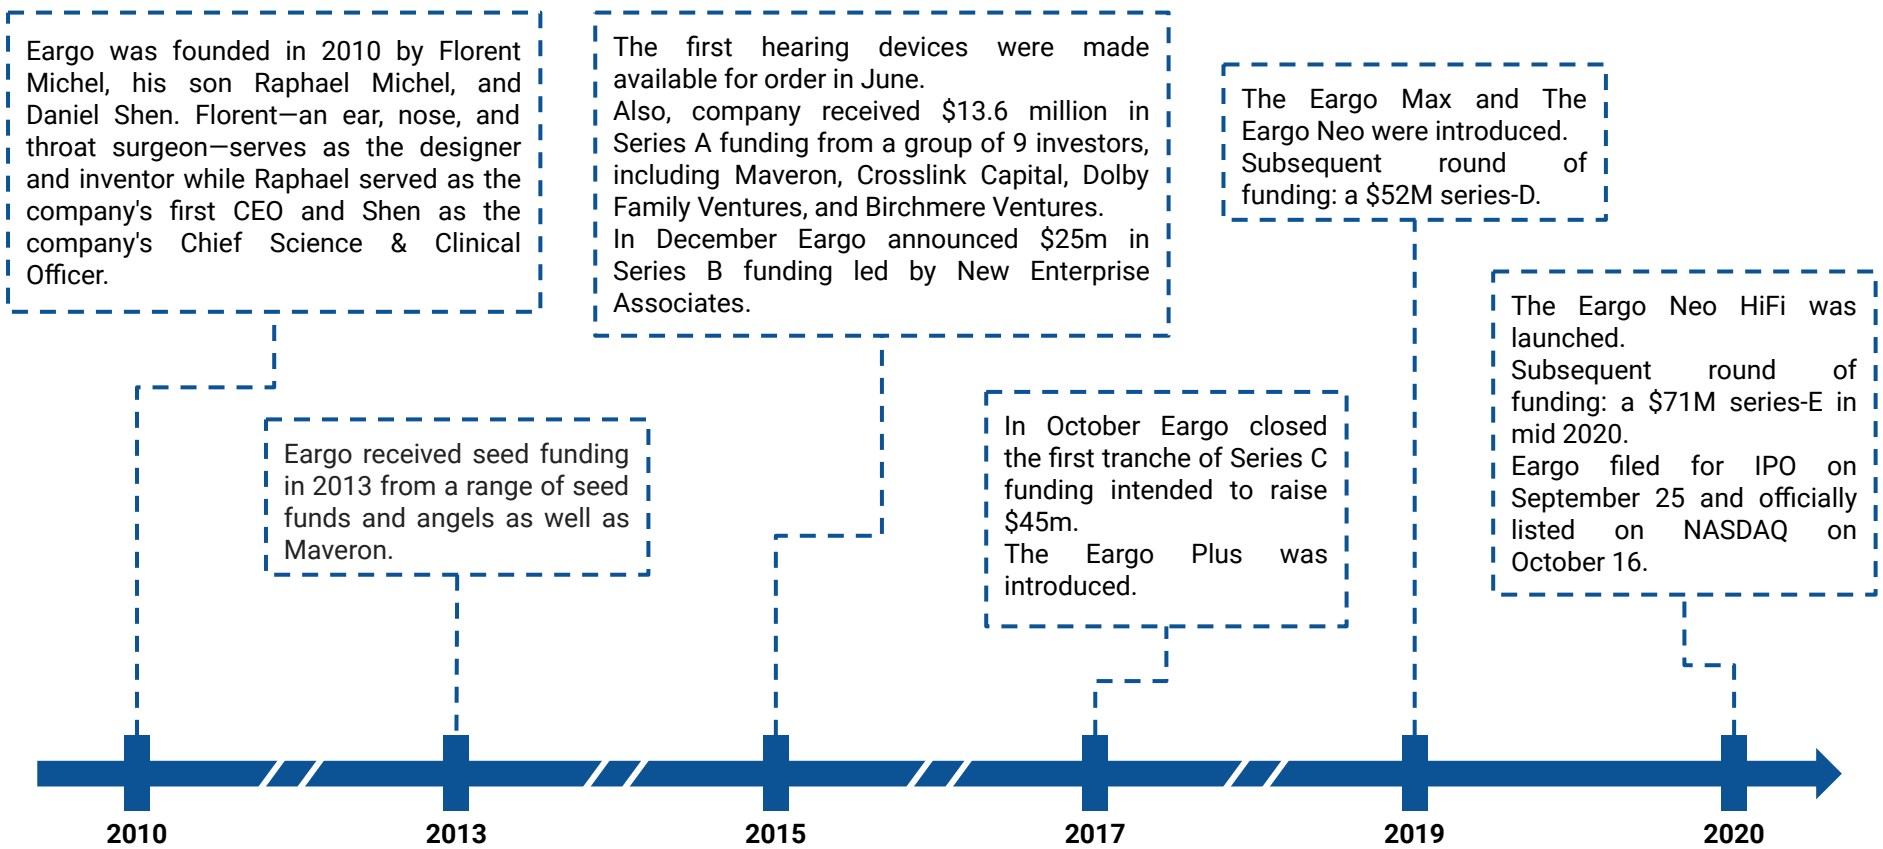 Eargo was founded in 2010 by Florent
Michel, his son Raphael Michel, and
Daniel Shen. Florent—an ear, nose, and
throat surgeon—serves as the designer
and inventor while Raphael served as the
company's first CEO and Shen as the
company's Chief Science & Clinical
Officer.
Eargo received seed funding
in 2013 from a range of seed
funds and angels as well as
Maveron.
The first hearing devices were made
available for order in June.
Also, company received $13.6 million in
Series A funding from a group of 9 investors,
including Maveron, Crosslink Capital, Dolby
Family Ventures, and Birchmere Ventures.
In December Eargo announced $25m in
Series B funding led by New Enterprise
Associates.
In October Eargo closed
the first tranche of Series C
funding intended to raise
$45m.
The Eargo Plus was
introduced.
The Eargo Max and The
Eargo Neo were introduced.
Subsequent round of
funding: a $52M series-D.
The Eargo Neo HiFi was
launched.
Subsequent round of
funding: a $71M series-E in
mid 2020.
Eargo filed for IPO on
September 25 and officially
listed on NASDAQ on
October 16.
2010
2013
2015
2017
2019
2020